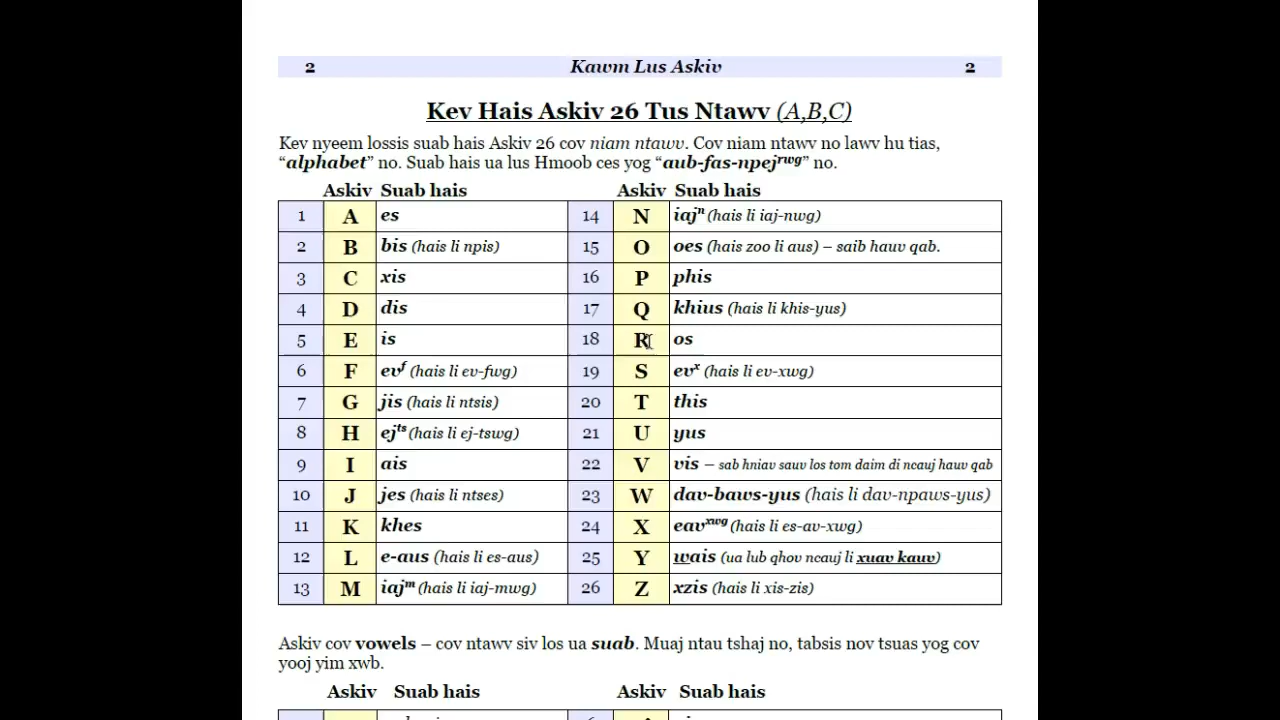 2 Kawm Lus Askiv 2
Kev Hais Askiv 26 Tus Ntawv (A,B,C)
Kev nyeem lossis suab hais Askiv 26 cov niam ntawv. Cov niam ntawv no lawv hu tias,
“alphabet” no. Suab hais ua lus Hmoob ces yog “aub-fas-npejrwg” no.
Askiv Suab hais Askiv Suab hais
1 A es 14 N iajn (hais li iaj-nwg)
2 B bis (hais li npis) 15 O oes (hais zoo li aus) – saib hauv qab.
3 C xis 16 P phis
4 D dis 17 Q khius (hais li khis-yus)
5 E is 18 R os
6 F evf (hais li ev-fwg) 19 S evx (hais li ev-xwg)
7 G jis (hais li ntsis) 20 T this
8 H ejts (hais li ej-tswg) 21 U yus
9 I ais 22 V vis – sab hniav sauv los tom daim di ncauj hauv qab
10 J jes (hais li ntses) 23 W dav-baws-yus (hais li dav-npaws-yus)
11 K khes 24 X eavxwg (hais li es-av-xwg)
12 L e-aus (hais li es-aus) 25 Y wais (ua lub qhov ncauj li xuav kauv)
13 M iajm (hais li iaj-mwg) 26 Z xzis (hais li xis-zis)
Askiv cov vowels – cov ntawv siv los ua suab. Muaj ntau tshaj no, tabsis nov tsuas yog cov
yooj yim xwb.
Askiv Suab hais Askiv Suab hais